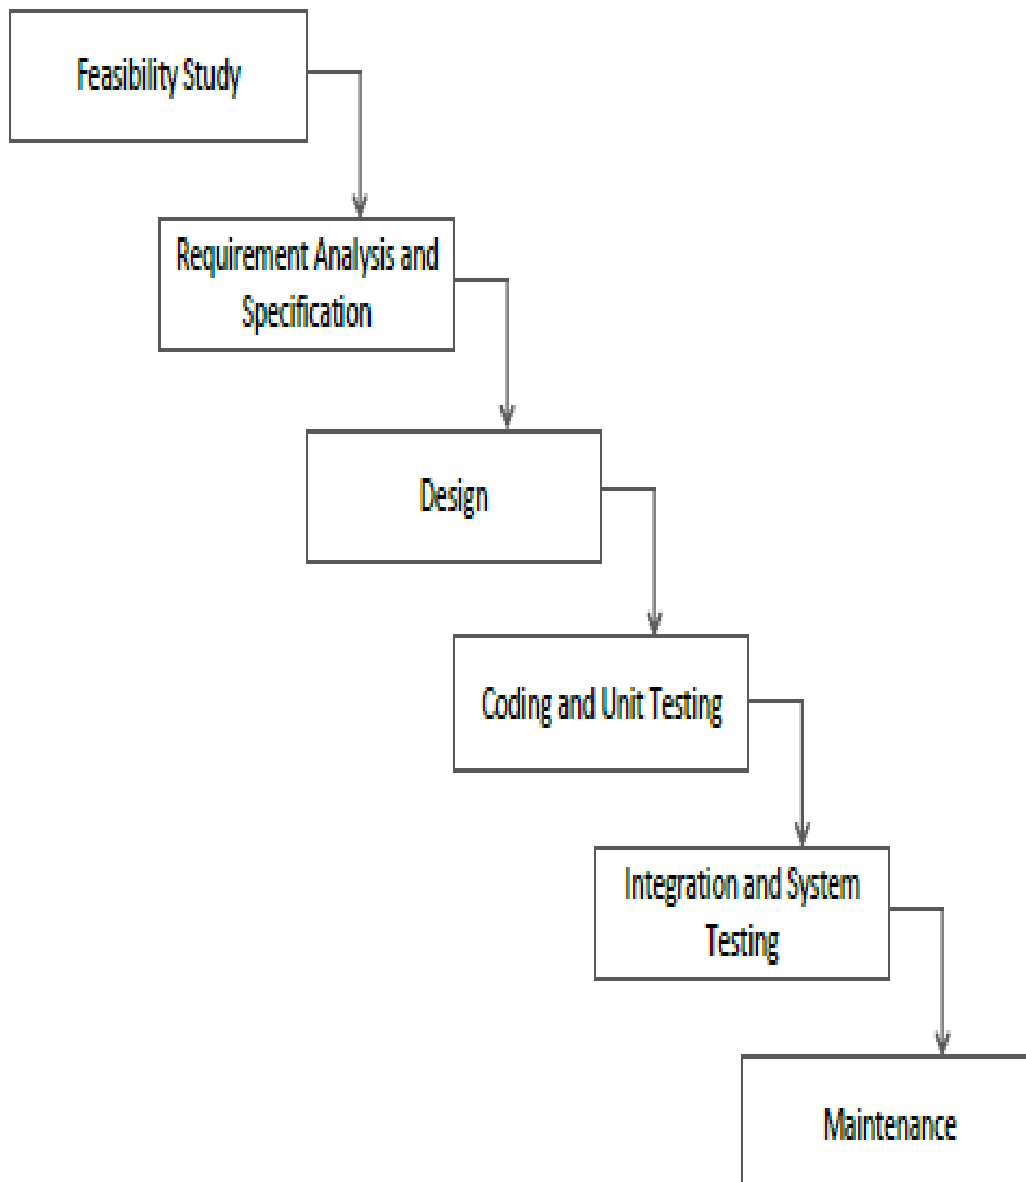 Feasibility Study
Requirement Analysis and
Specification
Design
Coding and Unit Testing
Integration and System
Testing
Maintenance